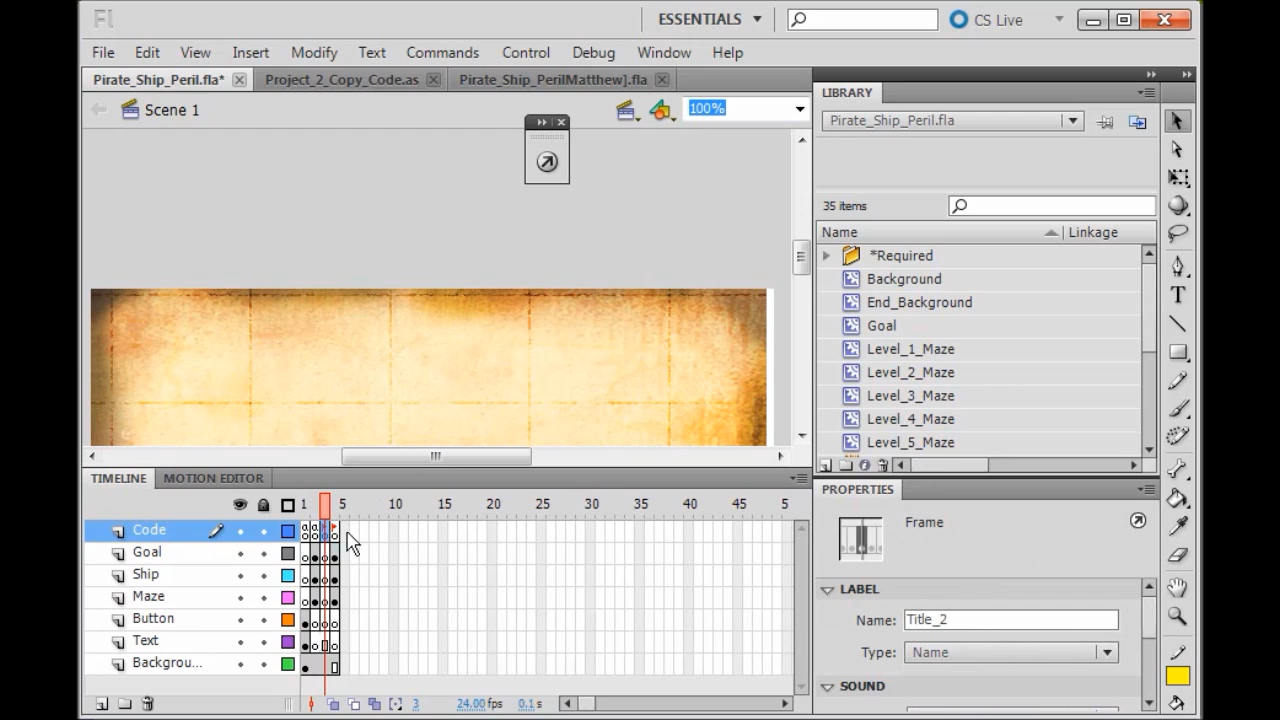 Fl
ESSENTIALS
CS Live
File Edit View Insert Modify Text Commands Control Debug Window Help
Pirate_Ship_Peril.fla* Project_2_Copy_Code.as Pirate_Ship_PerilMatthew].fla
Scene 1
100%
LIBRARY
Pirate_Ship_Peril.fla
35 items
Name Linkage
*Required
Background
End_Background
Goal
Level_1_Maze
Level_2_Maze
Level_3_Maze
Level_4_Maze
Level_5_Maze
TIMELINE MOTION EDITOR
1 5 10 15 20 25 30 35 40 45 5
Code
Goal
Ship
Maze
Button
Text
Backgrou...
3 24.00fps 0.1s
PROPERTIES
Frame
LABEL
Name: Title_2
Type: Name
SOUND